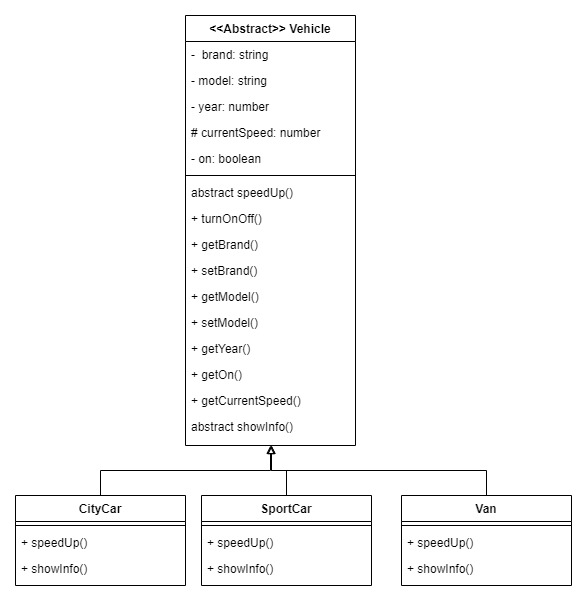 <<Abstract>> Vehicle
- brand: string
- model: string
- year: number
# currentSpeed: number
- on: boolean
abstract speedUp()
+ turnOnOff()
+ getBrand()
+ setBrand()
+ getModel()
+ setModel()
+ getYear()
+ getOn()
+ getCurrentSpeed()
abstract showInfo()
CityCar
+ speedUp()
+ showInfo()
SportCar
+ speedUp()
+ showInfo()
Van
+ speedUp()
+ showInfo()